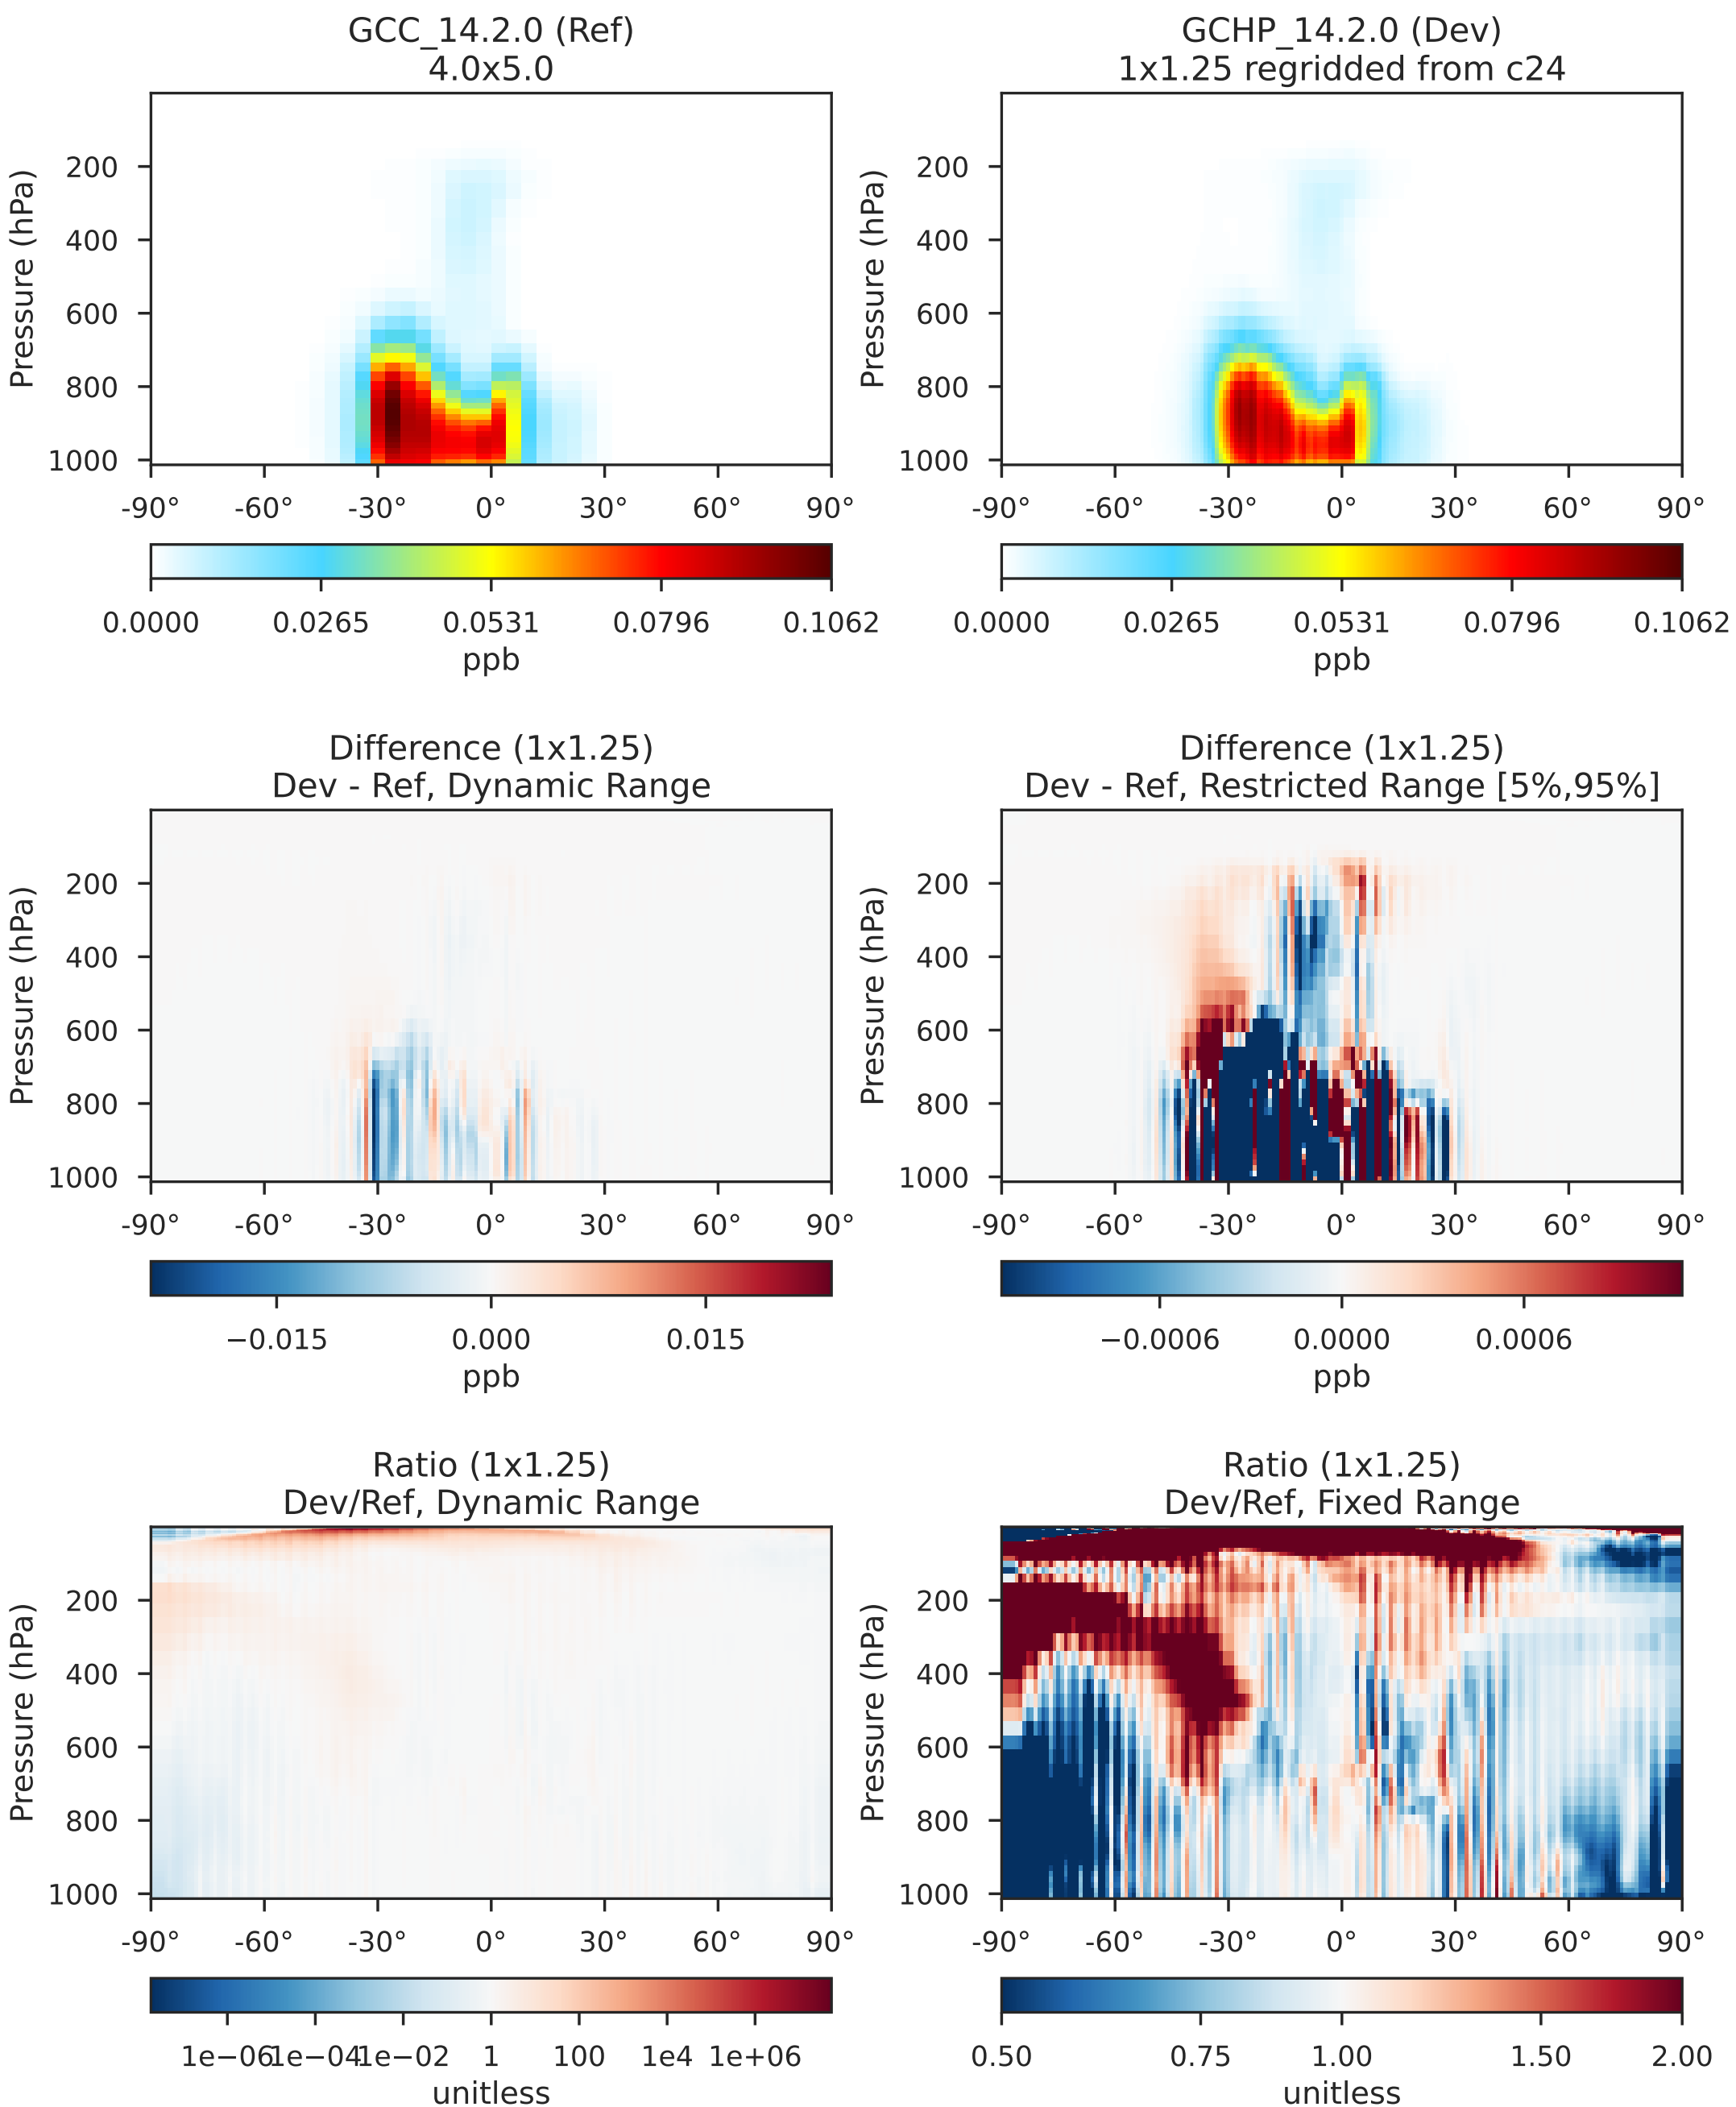 GCC_14.2.0 (Ref)
4.0x5.0
Pressure (hPa)
200
400
600
800
1000
-90° -60° -30° 0° 30° 60° 90°
0.0000 0.0265 0.0531 0.0796 0.1062
ppb
GCHP_14.2.0 (Dev)
1x1.25 regridded from c24
Pressure (hPa)
200
400
600
800
1000
-90° -60° -30° 0° 30° 60° 90°
0.0000 0.0265 0.0531 0.0796 0.1062
ppb
Difference (1x1.25)
Dev - Ref, Dynamic Range
Pressure (hPa)
200
400
600
800
1000
-90° -60° -30° 0° 30° 60° 90°
−0.015 0.000 0.015
ppb
Difference (1x1.25)
Dev - Ref, Restricted Range [5%,95%]
Pressure (hPa)
200
400
600
800
1000
-90° -60° -30° 0° 30° 60° 90°
−0.0006 0.0000 0.0006
ppb
Ratio (1x1.25)
Dev/Ref, Dynamic Range
Pressure (hPa)
200
400
600
800
1000
-90° -60° -30° 0° 30° 60° 90°
1e−06 1e−04 1e−02 1 100 1e4 1e+06
unitless
Ratio (1x1.25)
Dev/Ref, Fixed Range
Pressure (hPa)
200
400
600
800
1000
-90° -60° -30° 0° 30° 60° 90°
0.50 0.75 1.00 1.50 2.00
unitless